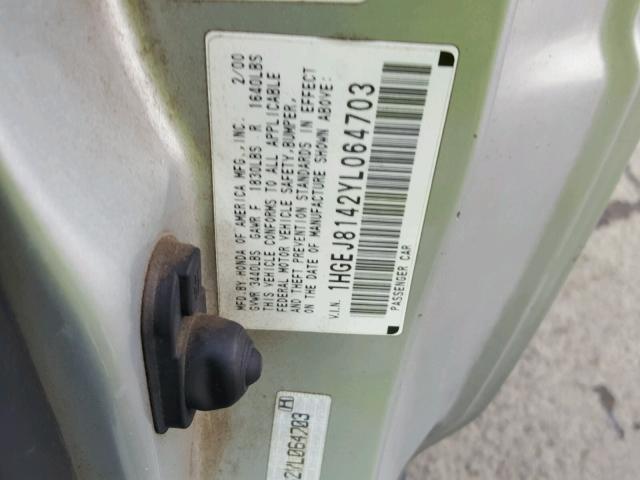 MFD.BY HONDA OF AMERICA MFG.,INC. 2/00
GVWR 3440LBS GAWR F 1830LBS R 1640LBS
THIS VEHICLE CONFORMS TO ALL APPLICABLE
FEDERAL MOTOR VEHICLE SAFETY,BUMPER,
AND THEFT PREVENTION STANDARDS IN EFFECT
ON THE DATE OF MANUFACTURE SHOWN ABOVE:
V.I.N. 1HGEJ8142YL064703
PASSENGER CAR
2YL064703 H